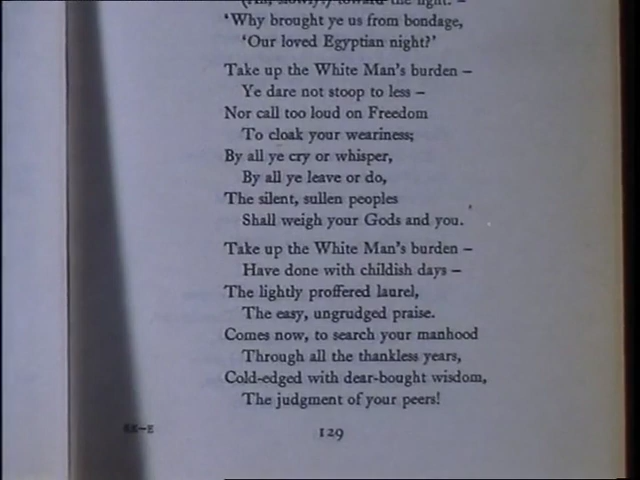 (Ah, slowly!) toward the light: –
'Why brought ye us from bondage,
'Our loved Egyptian night?'
Take up the White Man's burden –
Ye dare not stoop to less –
Nor call too loud on Freedom
To cloak your weariness;
By all ye cry or whisper,
By all ye leave or do,
The silent, sullen peoples
Shall weigh your Gods and you.
Take up the White Man's burden –
Have done with childish days –
The lightly proffered laurel,
The easy, ungrudged praise.
Comes now, to search your manhood
Through all the thankless years,
Cold-edged with dear-bought wisdom,
The judgment of your peers!
129